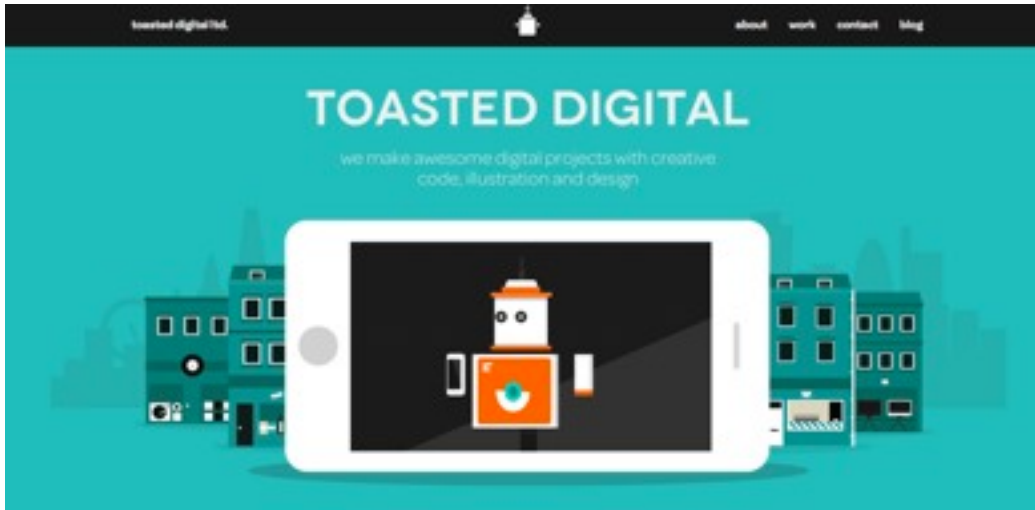 toasted digital ltd.
about work contact blog
TOASTED DIGITAL
we make awesome digital projects with creative
code, illustration and design